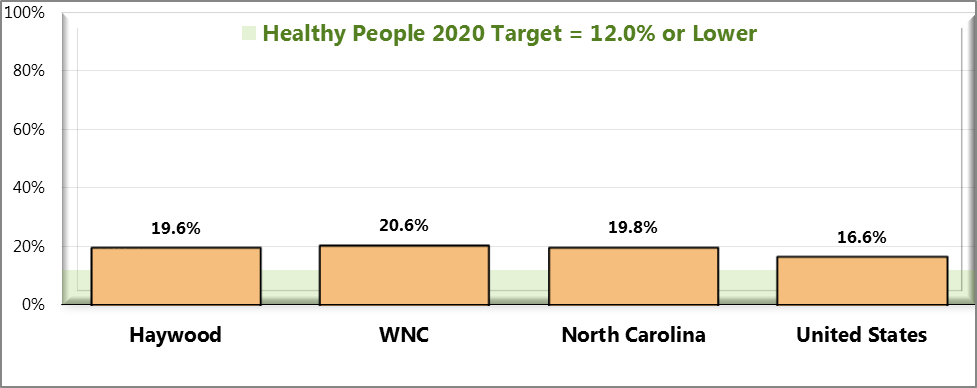 Healthy People 2020 Target = 12.0% or Lower
100%
80%
60%
40%
20%
0%
19.6%
20.6%
19.8%
16.6%
Haywood
WNC
North Carolina
United States